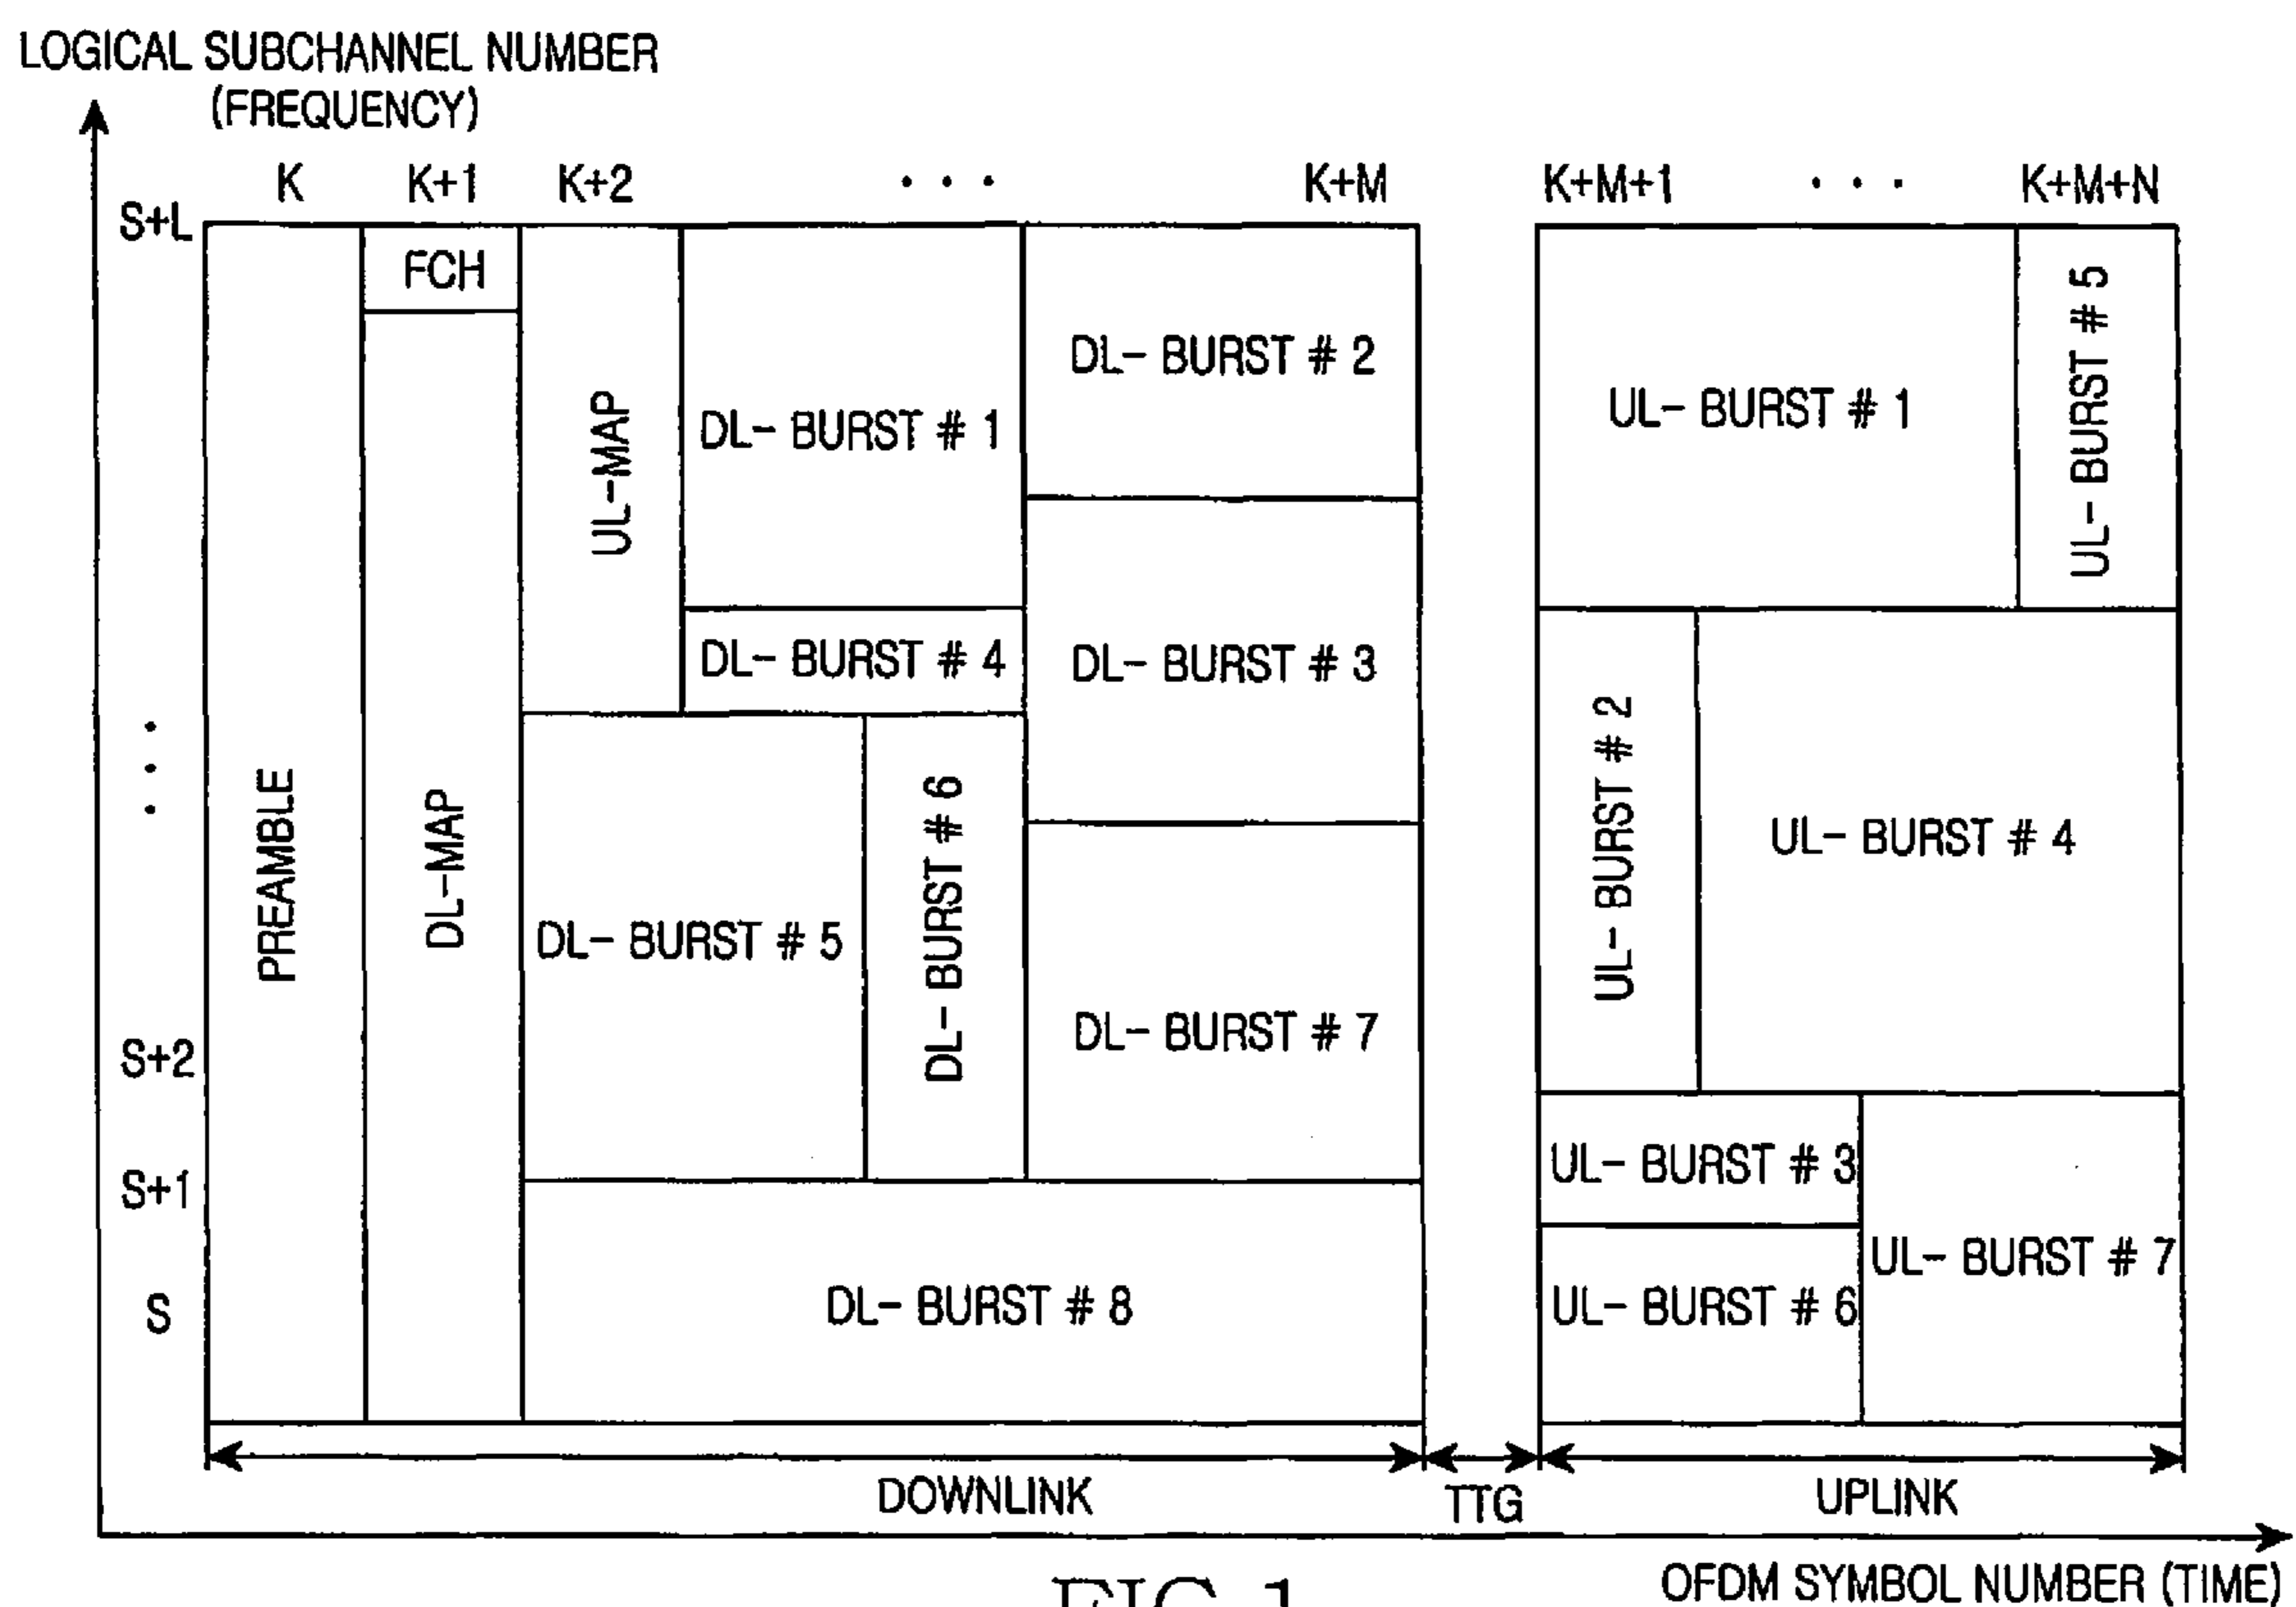 LOGICAL SUBCHANNEL NUMBER
(FREQUENCY)
K K+1 K+2 • • • K+M K+M+1 • • • K+M+N
S+L
FCH
DL- BURST # 1
DL- BURST # 2
UL-MAP
UL- BURST # 1
UL- BURST # 5
DL- BURST # 4
DL- BURST # 3
•
•
•
PREAMBLE
DL-MAP
DL- BURST # 5
DL- BURST # 6
DL- BURST # 7
UL- BURST # 2
UL- BURST # 4
S+2
S+1
S
UL- BURST # 3
UL- BURST # 6
UL- BURST # 7
DL- BURST # 8
DOWNLINK
TTG
UPLINK
OFDM SYMBOL NUMBER (TIME)
FIG. 1